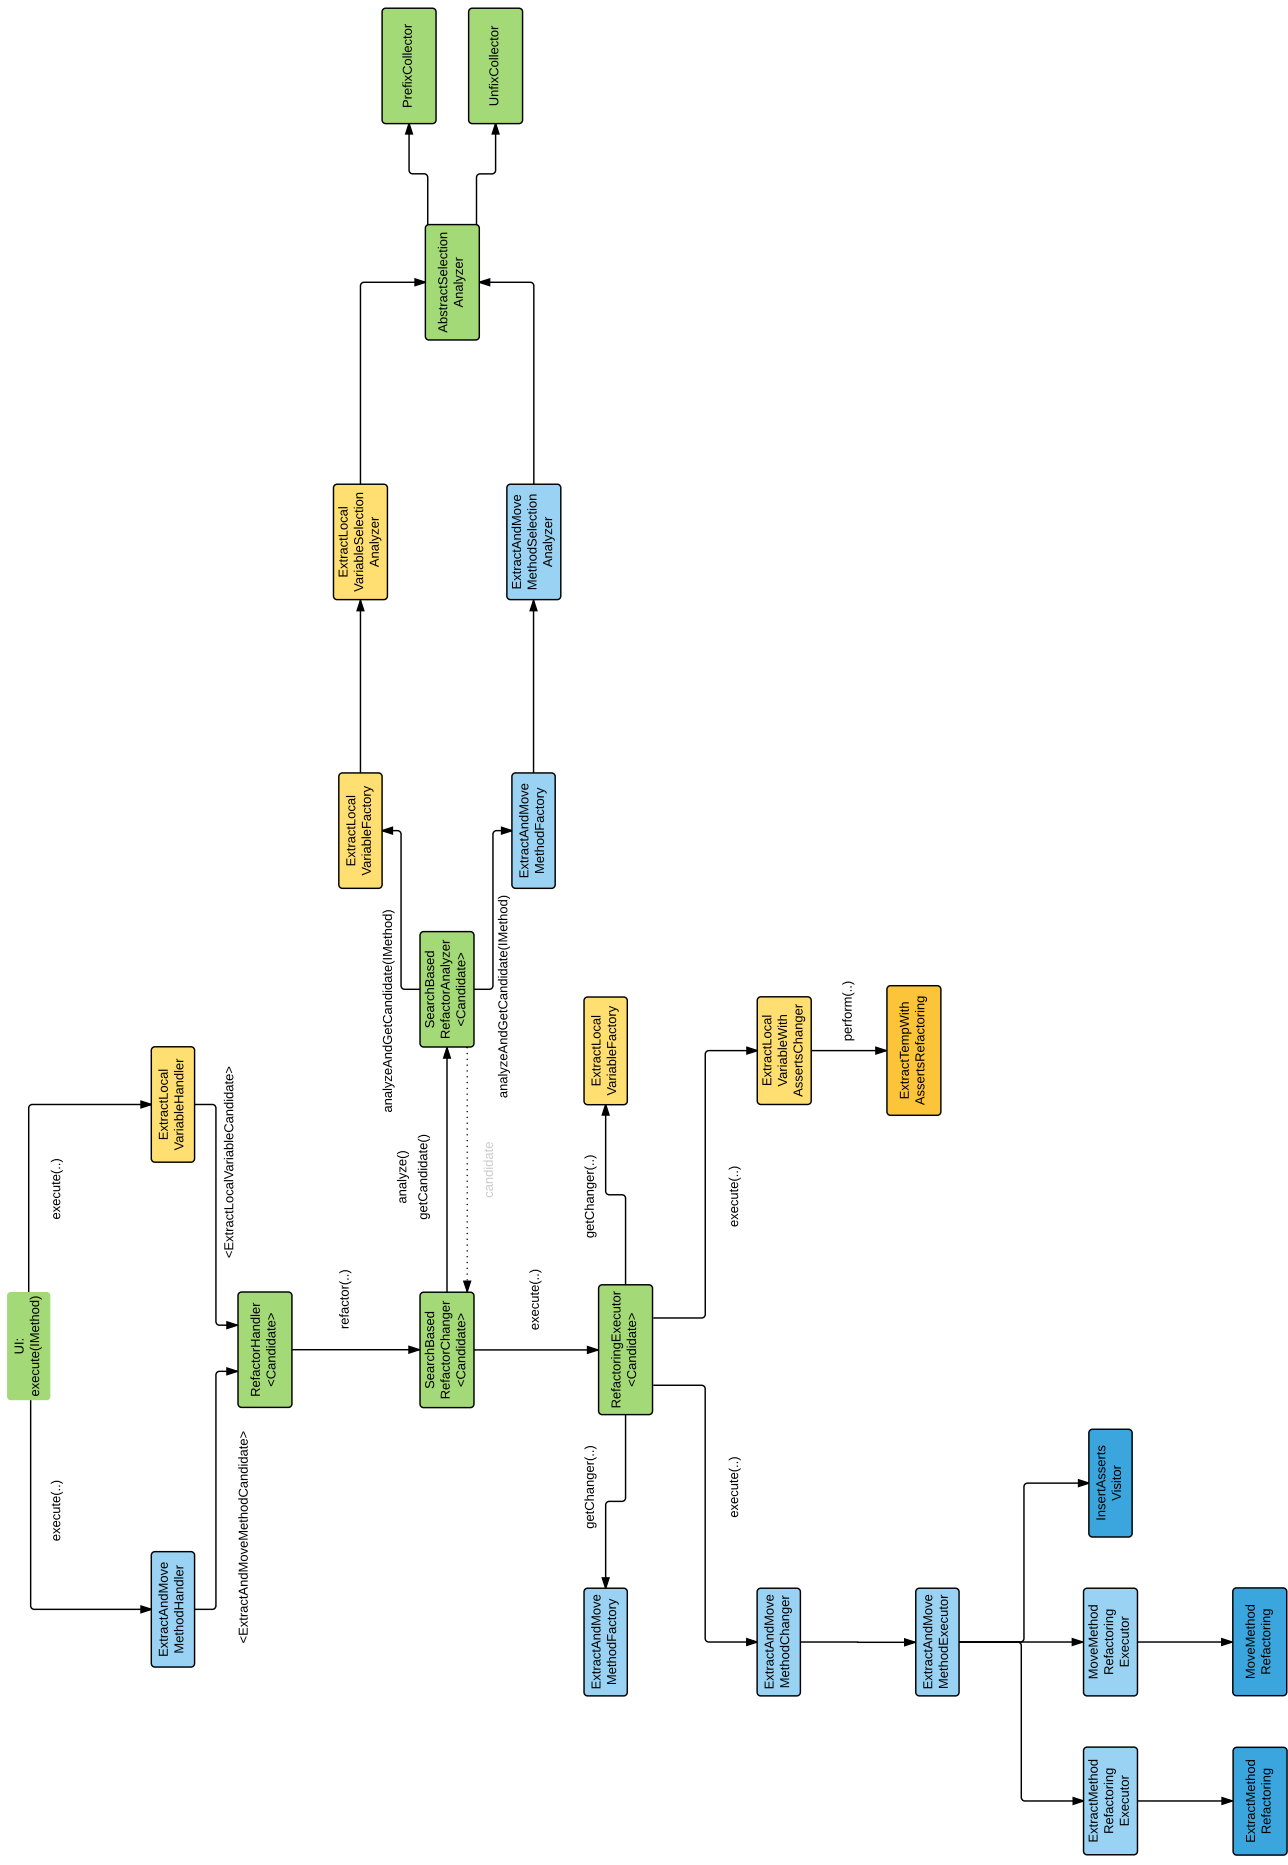 UI:
execute(IMethod)
execute(..)
execute(..)
ExtractAndMove
MethodHandler
ExtractLocal
VariableHandler
<ExtractAndMoveMethodCandidate>
<ExtractLocalVariableCandidate>
RefactorHandler
<Candidate>
refactor(..)
SearchBased
RefactorChanger
<Candidate>
analyze()
getCandidate()
candidate
SearchBased
RefactorAnalyzer
<Candidate>
analyzeAndGetCandidate(IMethod)
analyzeAndGetCandidate(IMethod)
ExtractLocal
VariableFactory
ExtractAndMove
MethodFactory
ExtractLocal
VariableSelection
Analyzer
ExtractAndMove
MethodSelection
Analyzer
AbstractSelection
Analyzer
PrefixCollector
UnfixCollector
execute(..)
RefactoringExecutor
<Candidate>
getChanger(..)
getChanger(..)
ExtractAndMove
MethodFactory
ExtractLocal
VariableFactory
execute(..)
execute(..)
ExtractAndMove
MethodChanger
ExtractLocal
VariableWith
AssertsChanger
perform(..)
ExtractTempWith
AssertsRefactoring
ExtractAndMove
MethodExecutor
ExtractMethod
Refactoring
Executor
MoveMethod
Refactoring
Executor
InsertAsserts
Visitor
ExtractMethod
Refactoring
MoveMethod
Refactoring